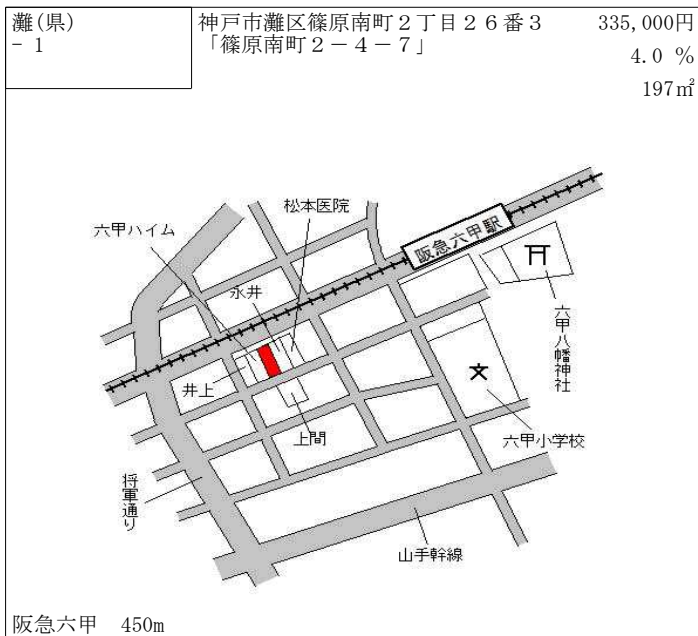 灘(県)
- 1
神戸市灘区篠原南町２丁目２６番３
「篠原南町２－４－７」
335,000円
4.0 %
197㎡
松本医院
六甲ハイム
阪急六甲駅
永井
六甲八幡神社
井上
上間
六甲小学校
将軍通り
山手幹線
阪急六甲　450m